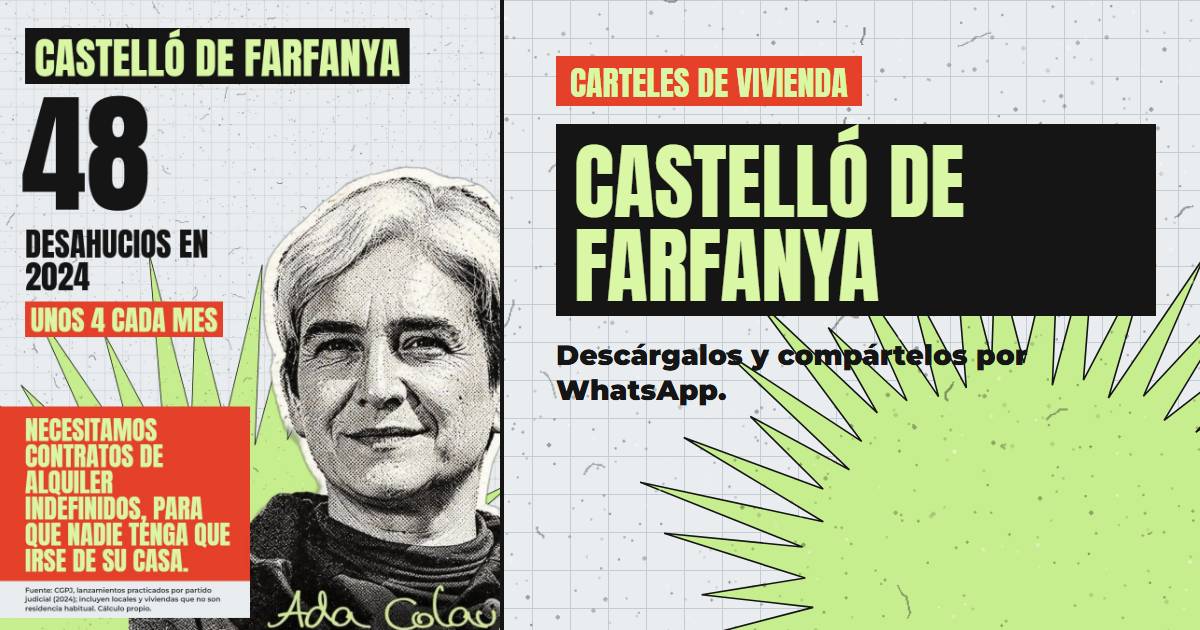 CASTELLÓ DE FARFANYA
48
DESAHUCIOS EN
2024
UNOS 4 CADA MES
NECESITAMOS
CONTRATOS DE
ALQUILER
INDEFINIDOS, PARA
QUE NADIE TENGA QUE
IRSE DE SU CASA.
Fuente: CGPJ, lanzamientos practicados por partido
judicial (2024); incluyen locales y viviendas que no son
residencia habitual. Cálculo propio.
Ada Colau
CARTELES DE VIVIENDA
CASTELLÓ DE
FARFANYA
Descárgalos y compártelos por
WhatsApp.